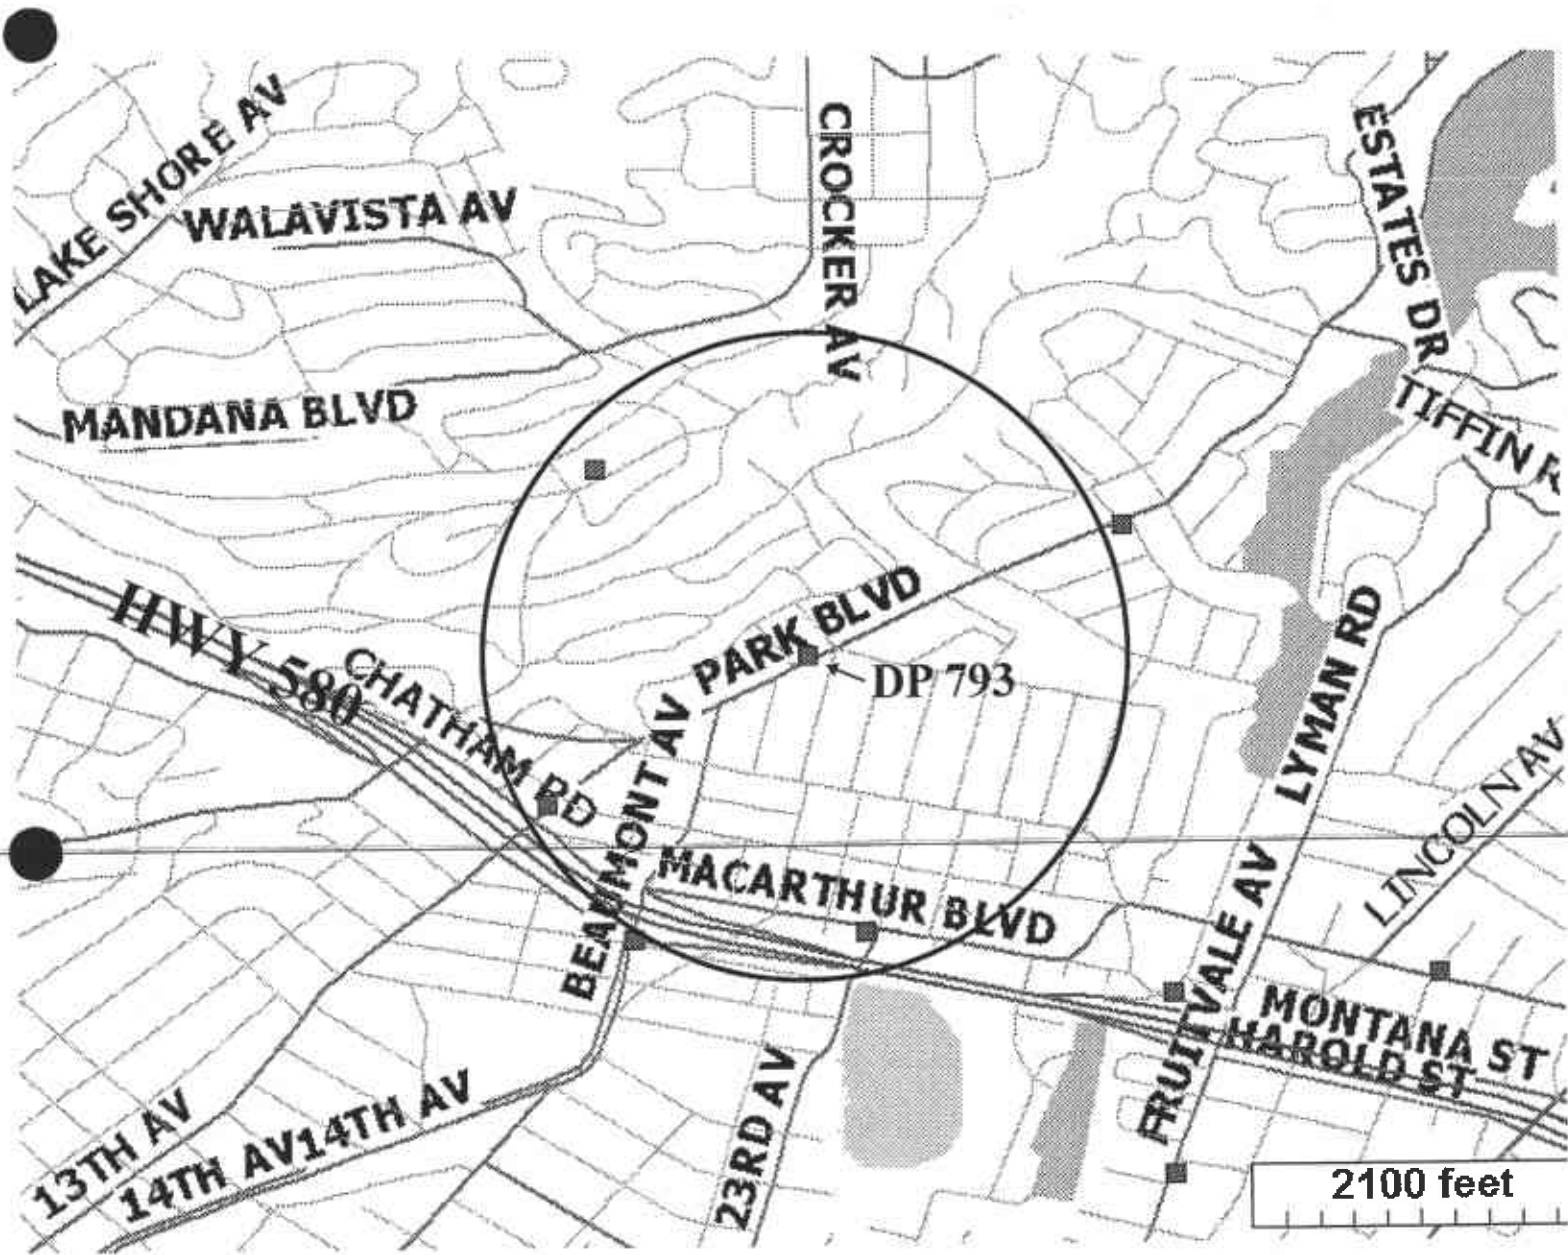 LAKE SHORE AV
WALAVISTA AV
CROCKER AV
ESTATES DR
MANDANA BLVD
TIFFIN R
HWY 580
CHATHAM RD
PARK BLVD
DP 793
BEAUMONT AV
LYMAN RD
LINCOLN AV
MACARTHUR BLVD
FRUITVALE AV
MONTANA ST
HAROLD ST
13TH AV
14TH AV
14TH AV
23RD AV
2100 feet